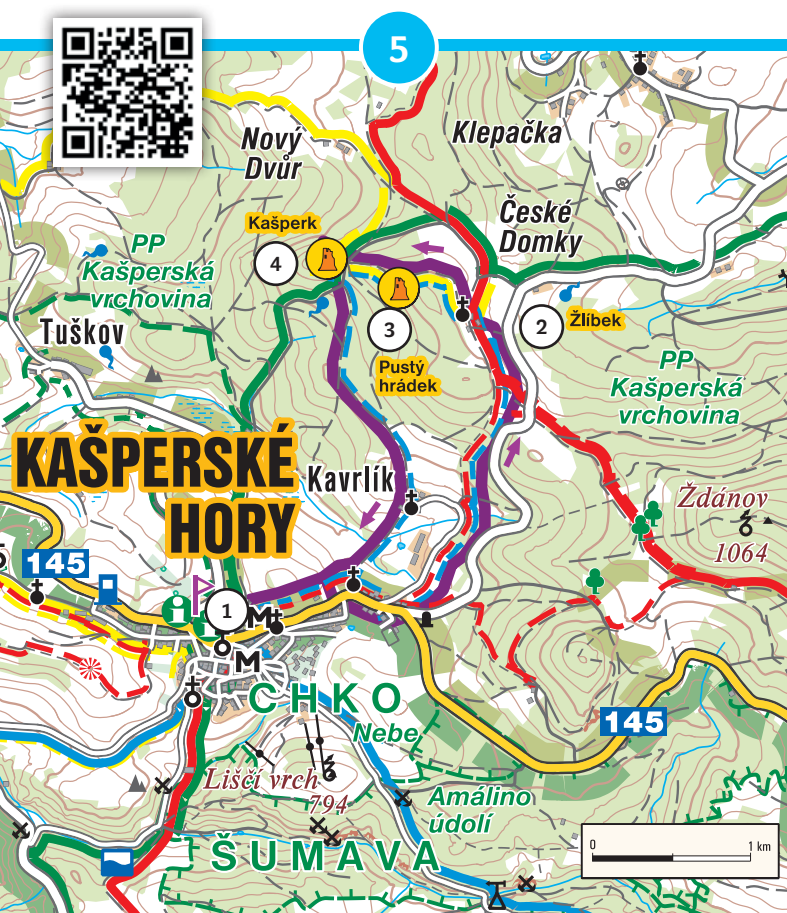 5
Nový
Dvůr
Klepačka
České
Domky
Kašperk
4
PP
Kašperská
vrchovina
3
2
Žlíbek
Tuškov
Pustý
hrádek
PP
Kašperská
vrchovina
KAŠPERSKÉ
HORY
Kavrlík
Ždánov
1064
145
1
M
M
CHKO
Nebe
145
Liščí vrch
794
Amálino
údolí
ŠUMAVA
0
1 km